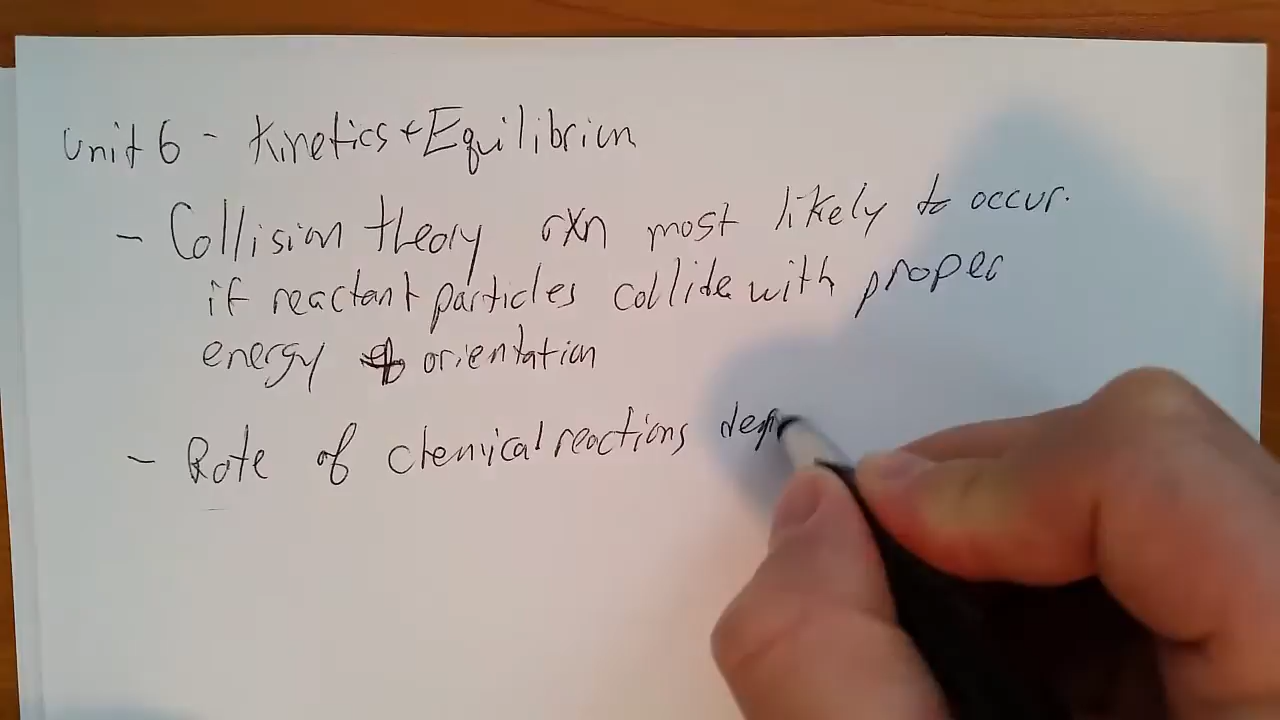 Unit 6 - Kinetics + Equilibrium
- Collision theory rxn most likely to occur.
if reactant particles collide with proper
energy & orientation
- Rate of chemical reactions dep